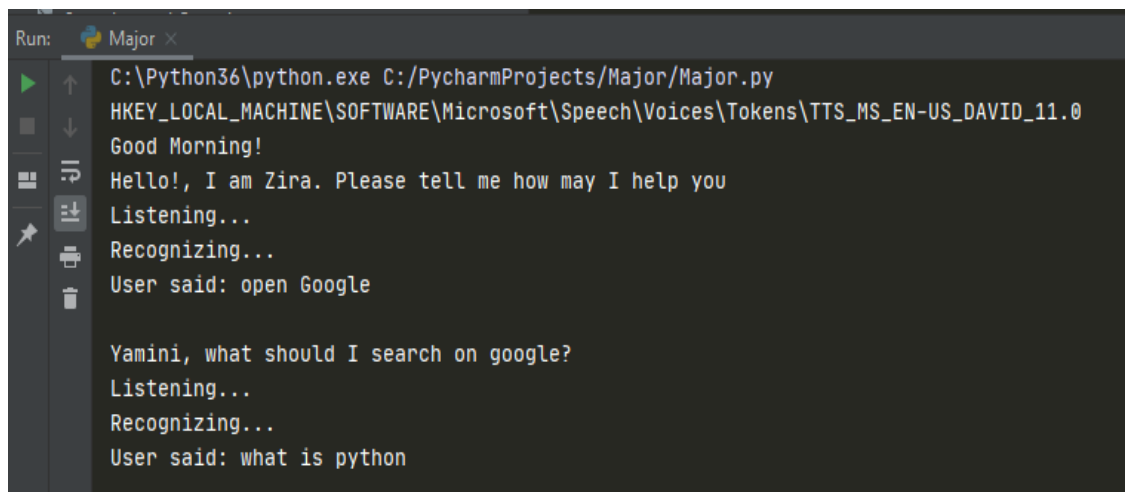 Run: Major ×
C:\Python36\python.exe C:/PycharmProjects/Major/Major.py
HKEY_LOCAL_MACHINE\SOFTWARE\Microsoft\Speech\Voices\Tokens\TTS_MS_EN-US_DAVID_11.0
Good Morning!
Hello!, I am Zira. Please tell me how may I help you
Listening...
Recognizing...
User said: open Google
Yamini, what should I search on google?
Listening...
Recognizing...
User said: what is python